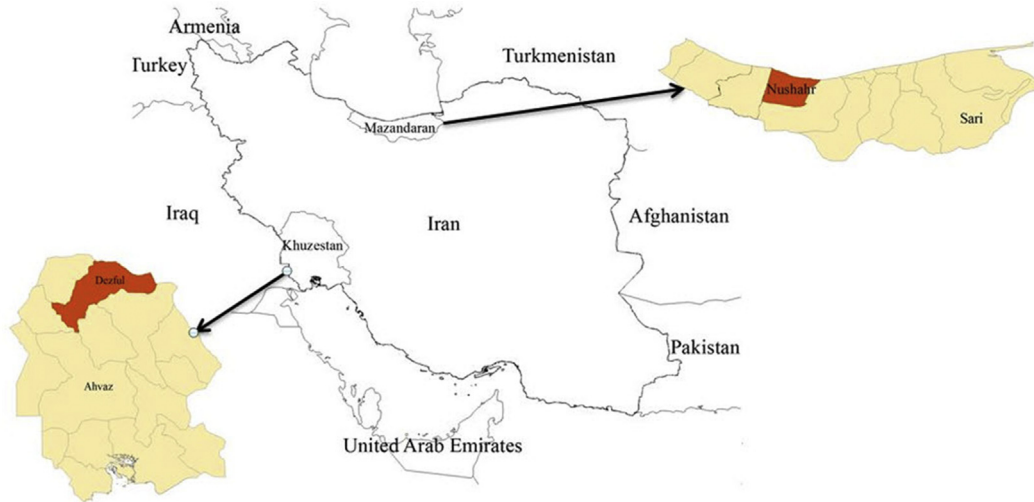 Armenia
Turkey
Turkmenistan
Mazandaran
Nushahr
Sari
Iraq
Khuzestan
Iran
Afghanistan
Dezful
Ahvaz
Pakistan
United Arab Emirates